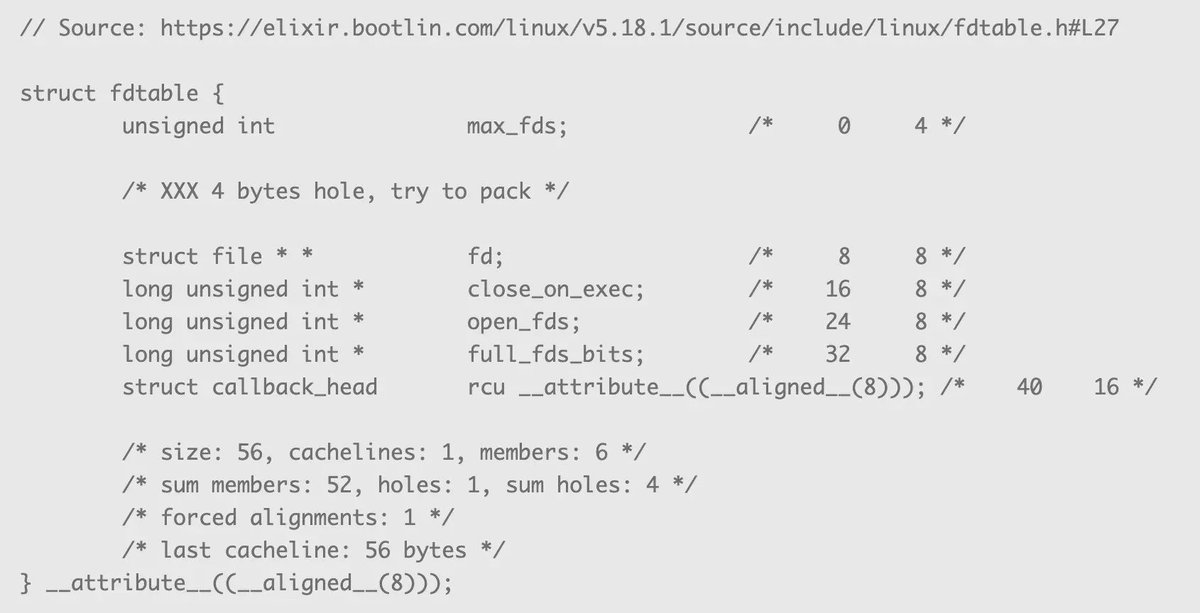 // Source: https://elixir.bootlin.com/linux/v5.18.1/source/include/linux/fdtable.h#L27
struct fdtable {
unsigned int max_fds; /* 0 4 */
/* XXX 4 bytes hole, try to pack */
struct file * * fd; /* 8 8 */
long unsigned int * close_on_exec; /* 16 8 */
long unsigned int * open_fds; /* 24 8 */
long unsigned int * full_fds_bits; /* 32 8 */
struct callback_head rcu __attribute__((__aligned__(8))); /* 40 16 */
/* size: 56, cachelines: 1, members: 6 */
/* sum members: 52, holes: 1, sum holes: 4 */
/* forced alignments: 1 */
/* last cacheline: 56 bytes */
} __attribute__((__aligned__(8)));